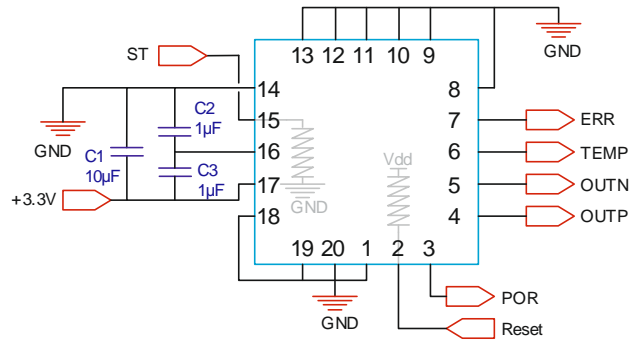 13 12 11 10 9
GND
ST
14
8
C2
1µF
15
7
ERR
GND
C1
10µF
16
Vdd
6
TEMP
C3
1µF
17
5
OUTN
+3.3V
GND
18
4
OUTP
19 20 1 2 3
GND
POR
Reset